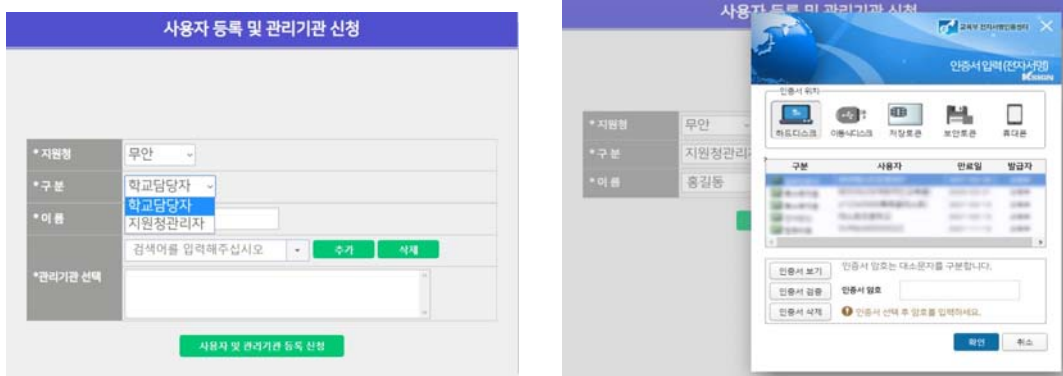 사용자 등록 및 관리기관 신청
* 지원청
무안
* 구 분
학교담당자
학교담당자
지원청관리자
* 이 름
검색어를 입력해주십시오
추가
삭제
*관리기관 선택
사용자 및 관리기관 등록 신청
사용자 등록 및 관리기관 신청
* 지원청
무안
* 구 분
지원청관리
* 이 름
홍길동
교육부 전자서명인증센터
인증서 입력 (전자서명)
인증서 위치
하드디스크
이동식디스크
저장토큰
보안토큰
휴대폰
구분
사용자
만료일
발급자
인증서 보기
인증서 암호는 대소문자를 구분합니다.
인증서 검증
인증서 암호
인증서 삭제
인증서 선택 후 암호를 입력하세요.
확인
취소